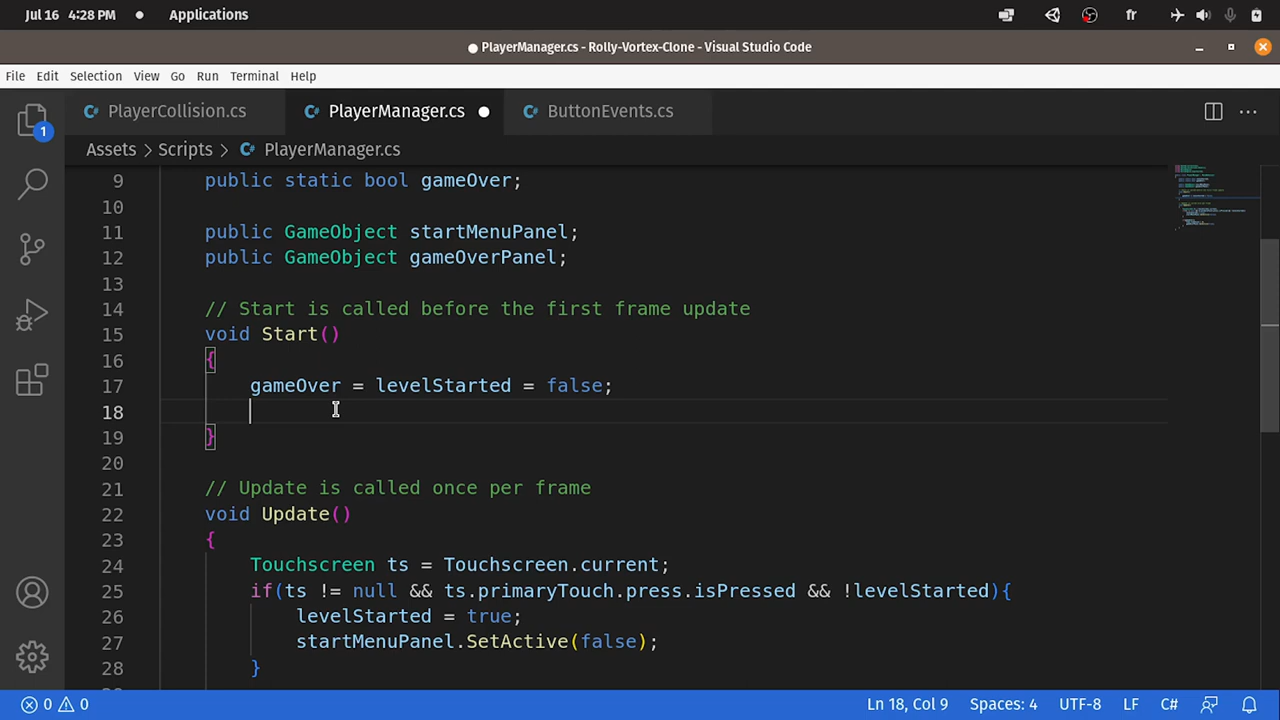 Jul 16 4:28 PM ● Applications fr
● PlayerManager.cs - Rolly-Vortex-Clone - Visual Studio Code
File Edit Selection View Go Run Terminal Help
PlayerCollision.cs PlayerManager.cs ● ButtonEvents.cs
1
Assets > Scripts > PlayerManager.cs
9 public static bool gameOver;
10
11 public GameObject startMenuPanel;
12 public GameObject gameOverPanel;
13
14 // Start is called before the first frame update
15 void Start()
16 {
17 gameOver = levelStarted = false;
18
19 }
20
21 // Update is called once per frame
22 void Update()
23 {
24 Touchscreen ts = Touchscreen.current;
25 if(ts != null && ts.primaryTouch.press.isPressed && !levelStarted){
26 levelStarted = true;
27 startMenuPanel.SetActive(false);
28 }
0 0 Ln 18, Col 9 Spaces: 4 UTF-8 LF C#